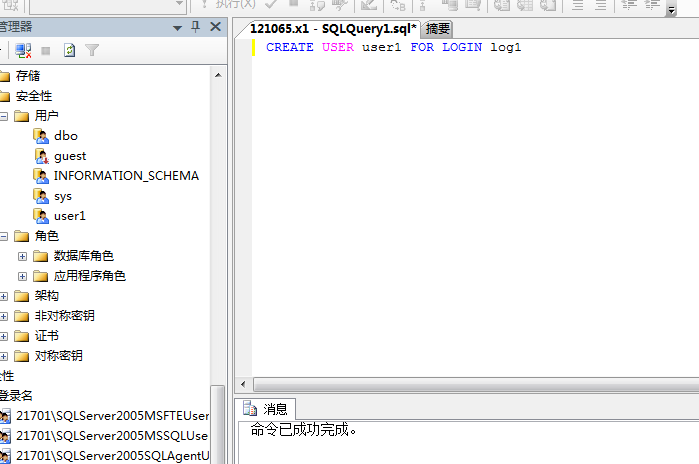 执行(X)
管理器
121065.x1 - SQLQuery1.sql*
摘要
CREATE USER user1 FOR LOGIN log1
存储
安全性
用户
dbo
guest
INFORMATION_SCHEMA
sys
user1
角色
数据库角色
应用程序角色
架构
非对称密钥
证书
对称密钥
性
登录名
21701\SQLServer2005MSFTEUser
21701\SQLServer2005MSSQLUse
21701\SQLServer2005SQLAgentU
消息
命令已成功完成。